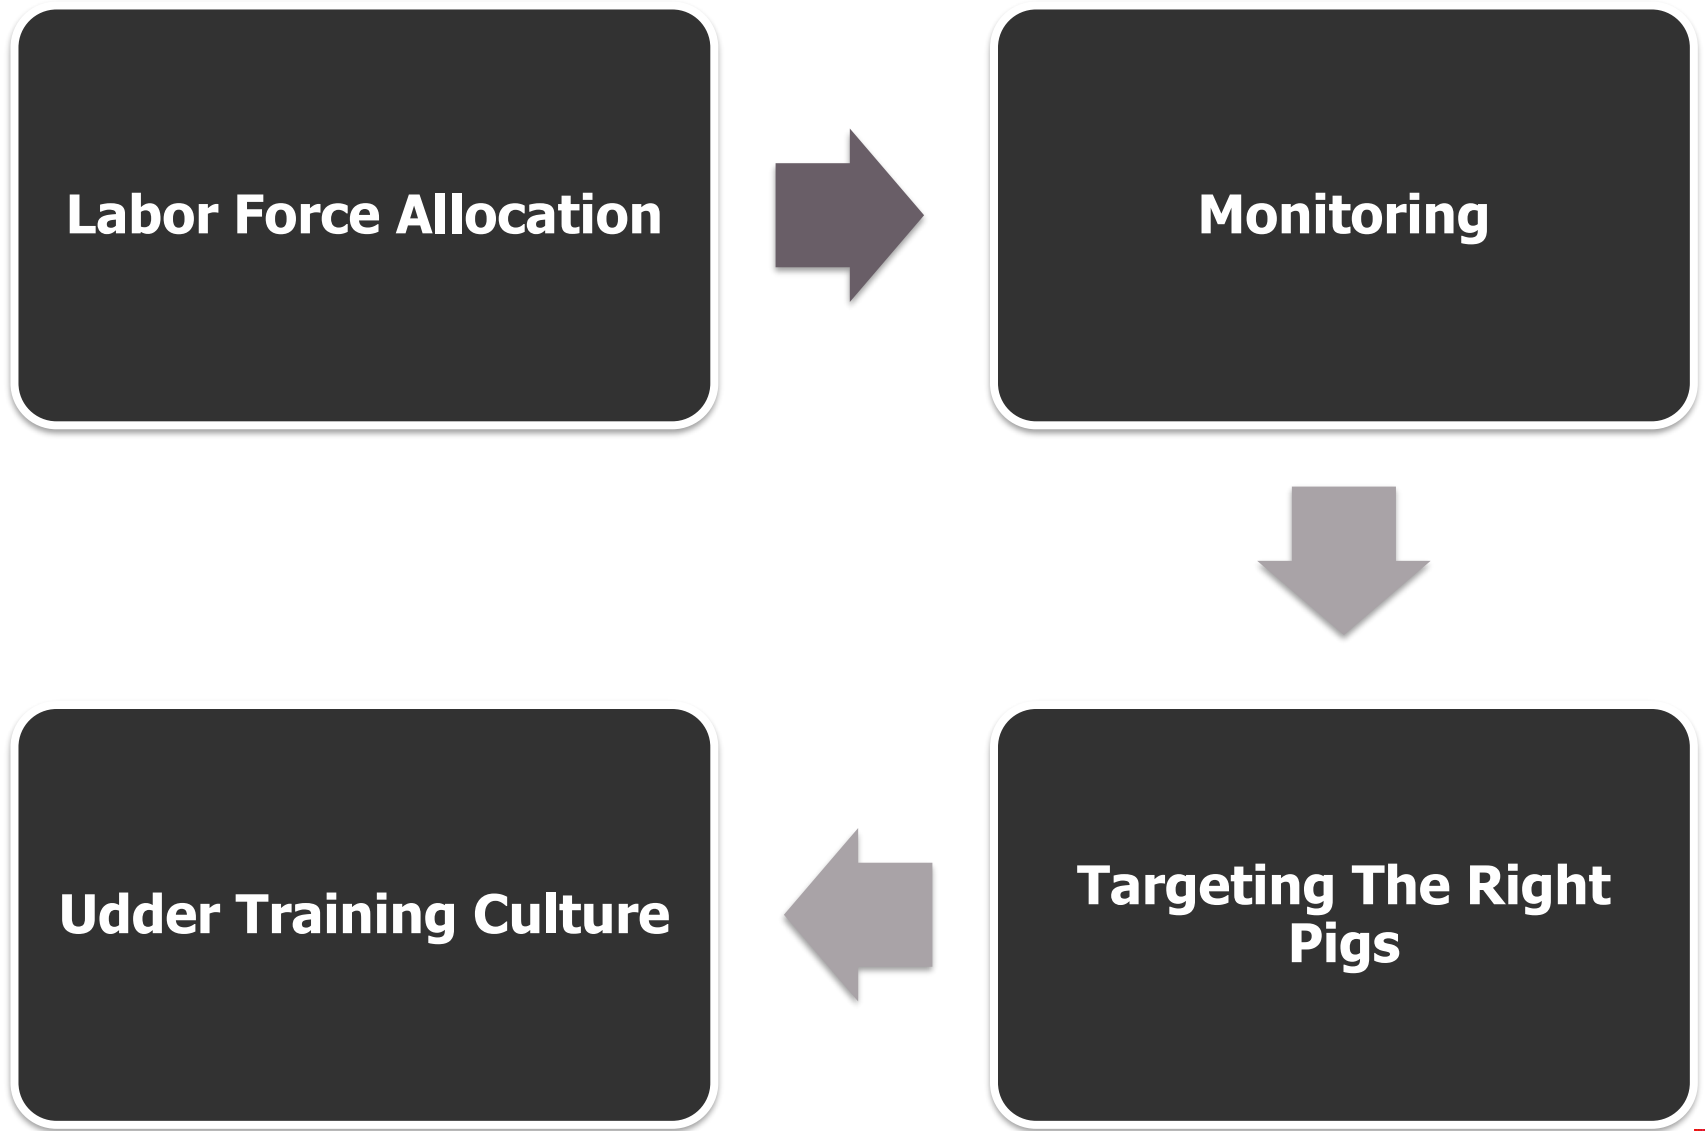 Labor Force Allocation
Monitoring
Targeting The Right
Pigs
Udder Training Culture